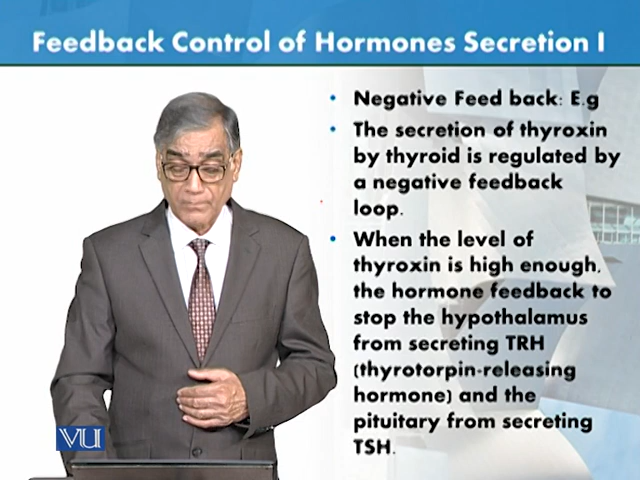 Feedback Control of Hormones Secretion I
• Negative Feed back: E.g
• The secretion of thyroxin
by thyroid is regulated by
a negative feedback
loop.
• When the level of
thyroxin is high enough,
the hormone feedback to
stop the hypothalamus
from secreting TRH
(thyrotorpin-releasing
hormone) and the
pituitary from secreting
TSH.
VU